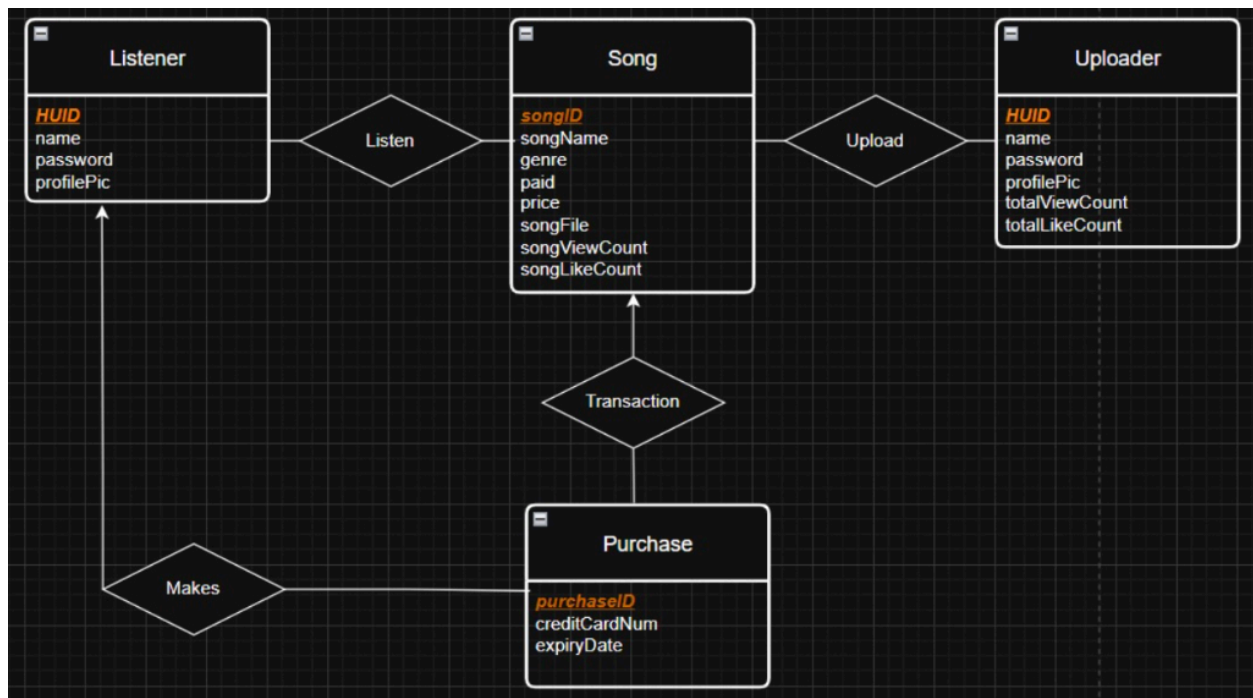 Listener
HUID
name
password
profilePic
Listen
Song
songID
songName
genre
paid
price
songFile
songViewCount
songLikeCount
Upload
Uploader
HUID
name
password
profilePic
totalViewCount
totalLikeCount
Transaction
Makes
Purchase
purchaseID
creditCardNum
expiryDate